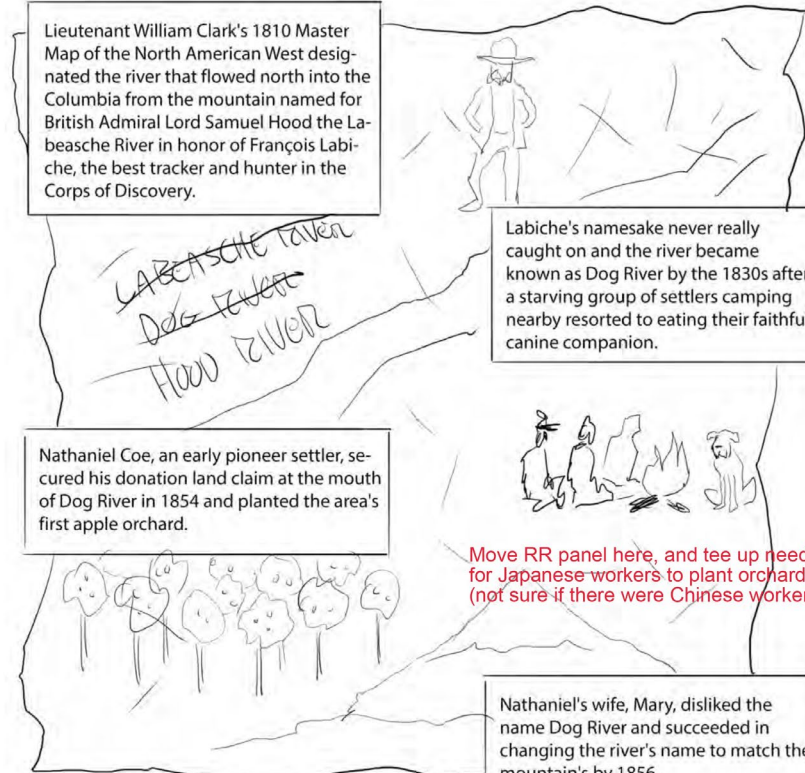 Lieutenant William Clark's 1810 Master
Map of the North American West desig-
nated the river that flowed north into the
Columbia from the mountain named for
British Admiral Lord Samuel Hood the La-
beasche River in honor of François Labi-
che, the best tracker and hunter in the
Corps of Discovery.
Labiche's namesake never really
caught on and the river became
known as Dog River by the 1830s after
a starving group of settlers camping
nearby resorted to eating their faithfu
canine companion.
LABEASCHE RIVER
DOG RIVER
HOOD RIVER
Nathaniel Coe, an early pioneer settler, se-
cured his donation land claim at the mouth
of Dog River in 1854 and planted the area's
first apple orchard.
Move RR panel here, and tee up need
for Japanese workers to plant orchard
(not sure if there were Chinese worker
Nathaniel's wife, Mary, disliked the
name Dog River and succeeded in
changing the river's name to match the
mountain's by 1856